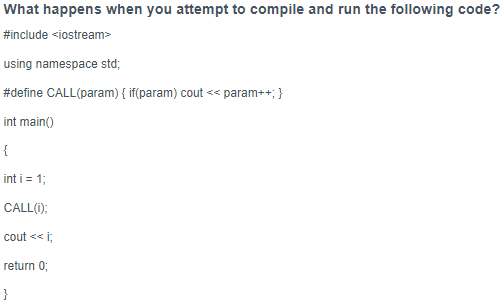 What happens when you attempt to compile and run the following code?
#include <iostream>
using namespace std;
#define CALL(param) { if(param) cout << param++; }
int main()
{
int i = 1;
CALL(i);
cout << i;
return 0;
}